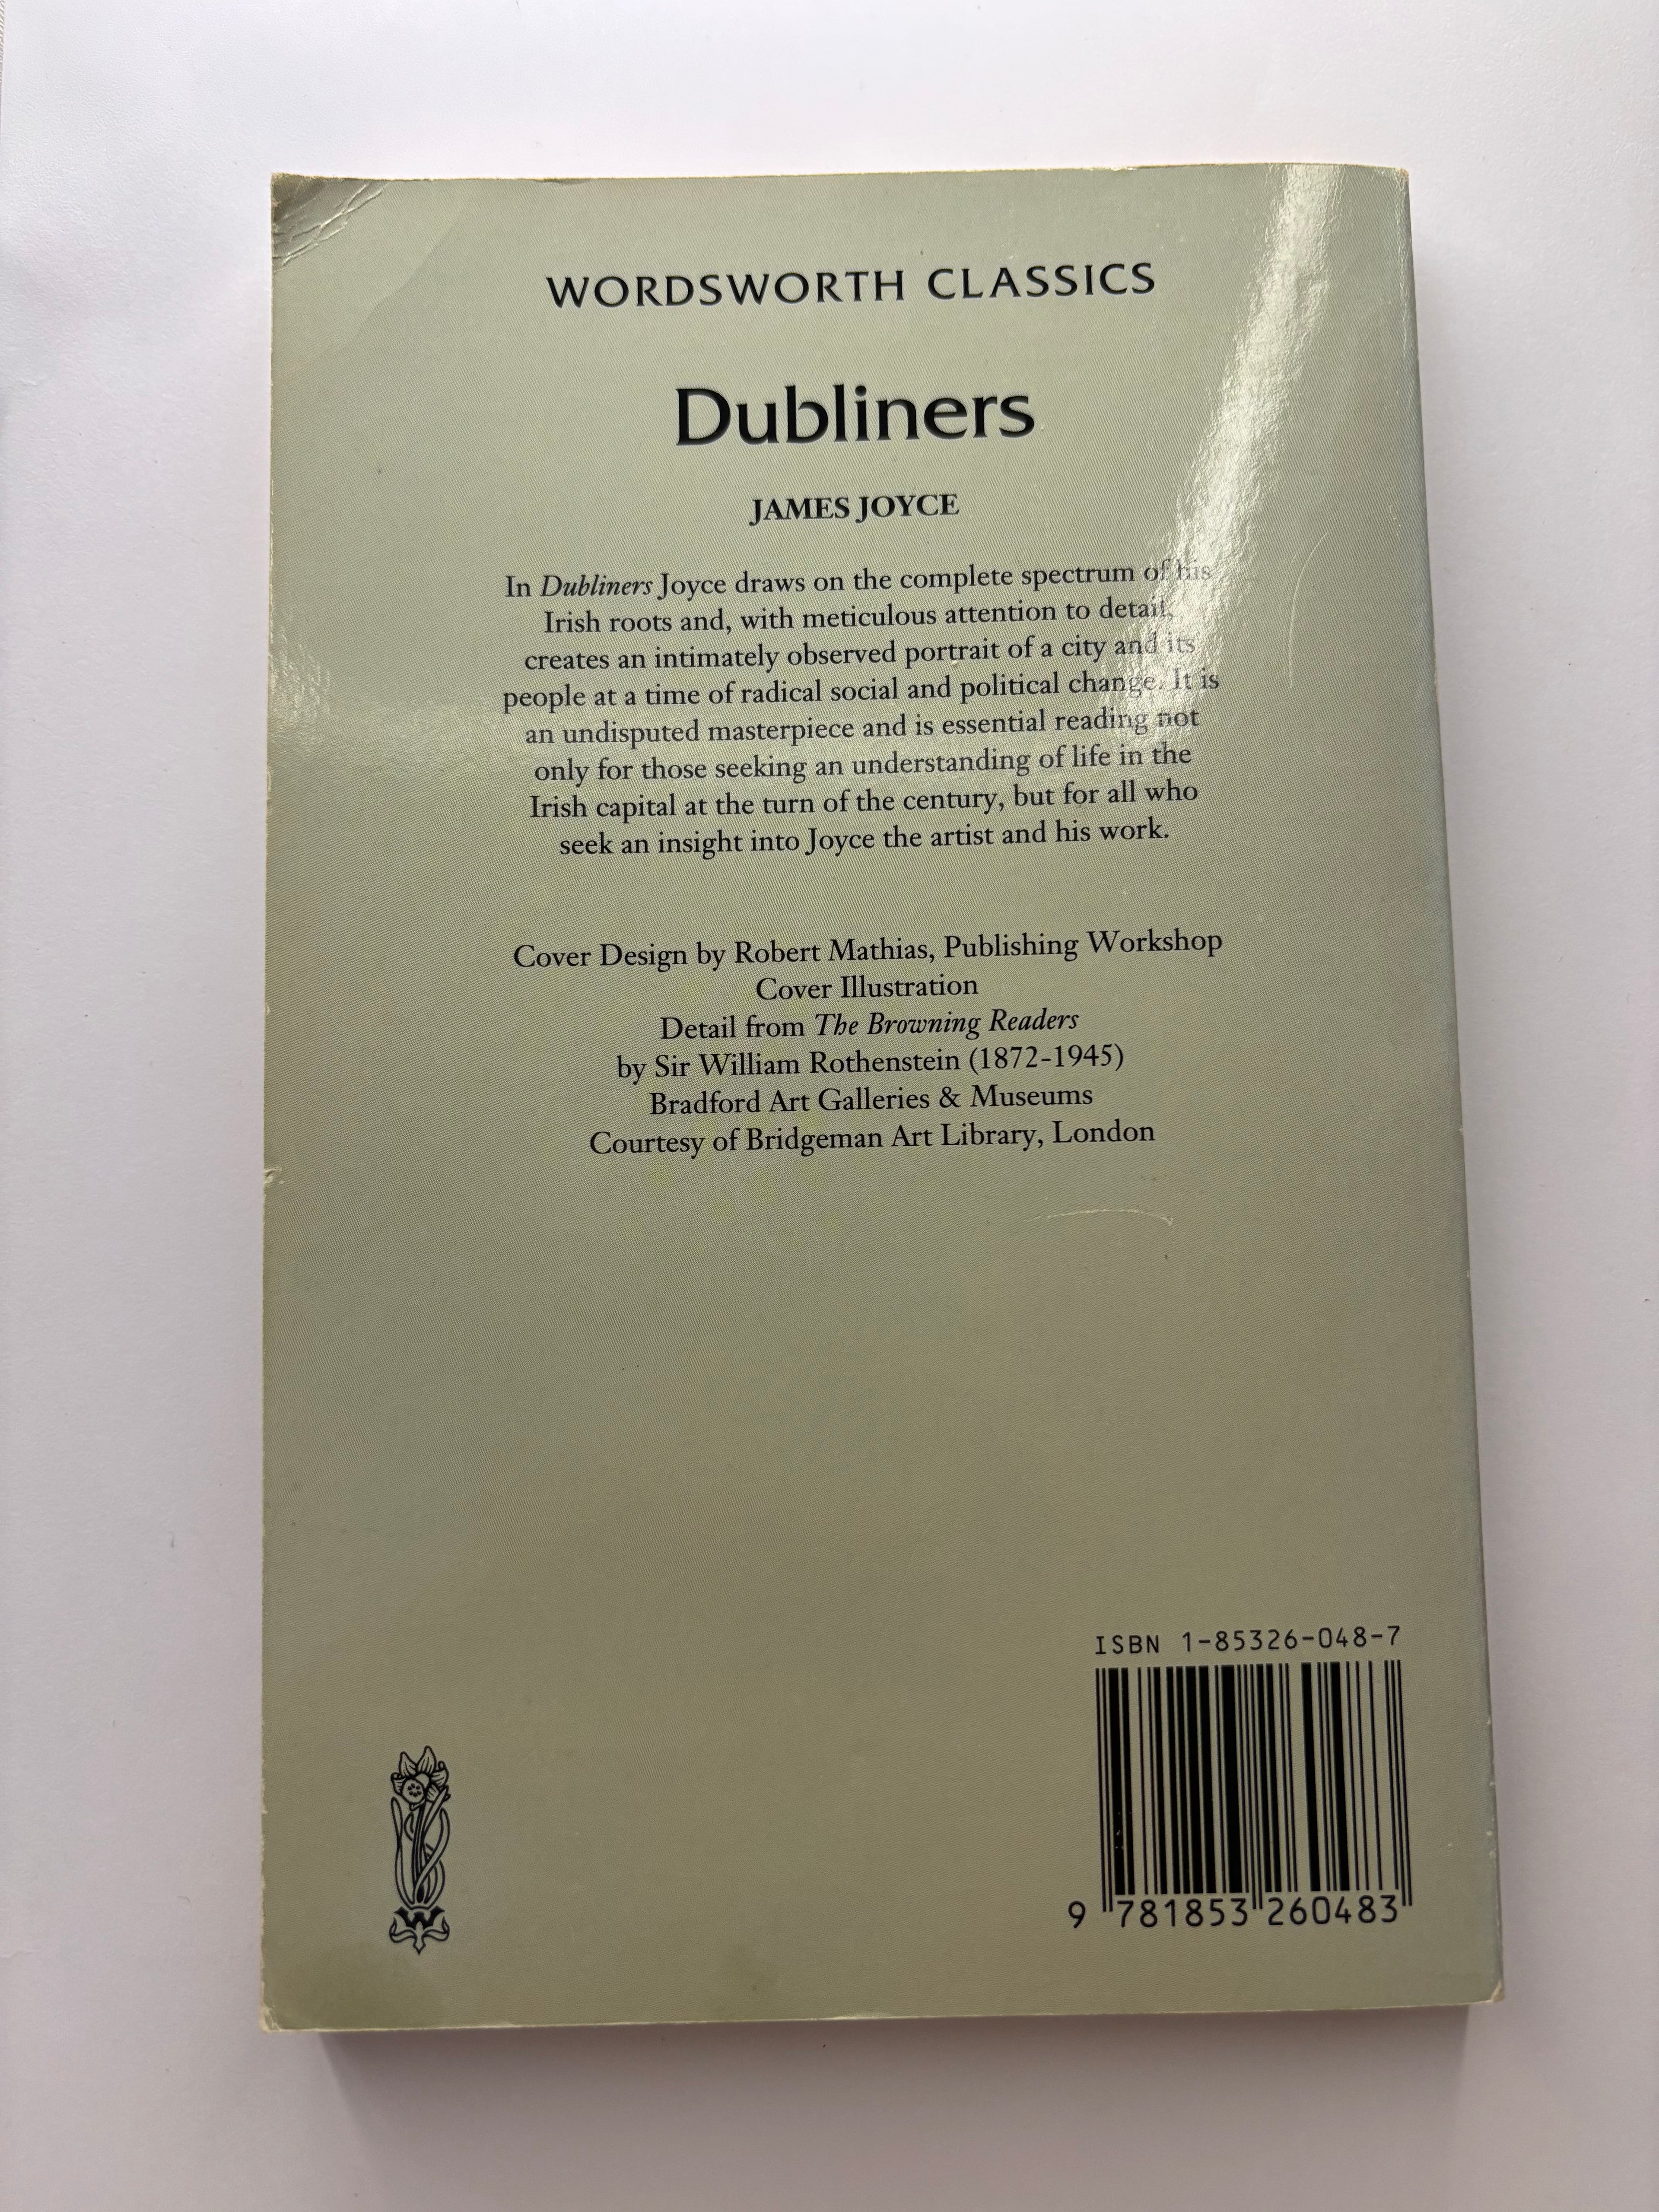 WORDSWORTH CLASSICS
Dubliners
JAMES JOYCE
In Dubliners Joyce draws on the complete spectrum of his
Irish roots and, with meticulous attention to detail,
creates an intimately observed portrait of a city and its
people at a time of radical social and political change. It is
an undisputed masterpiece and is essential reading not
only for those seeking an understanding of life in the
Irish capital at the turn of the century, but for all who
seek an insight into Joyce the artist and his work.
Cover Design by Robert Mathias, Publishing Workshop
Cover Illustration
Detail from The Browning Readers
by Sir William Rothenstein (1872-1945)
Bradford Art Galleries & Museums
Courtesy of Bridgeman Art Library, London
ISBN 1-85326-048-7
9 781853 260483
W